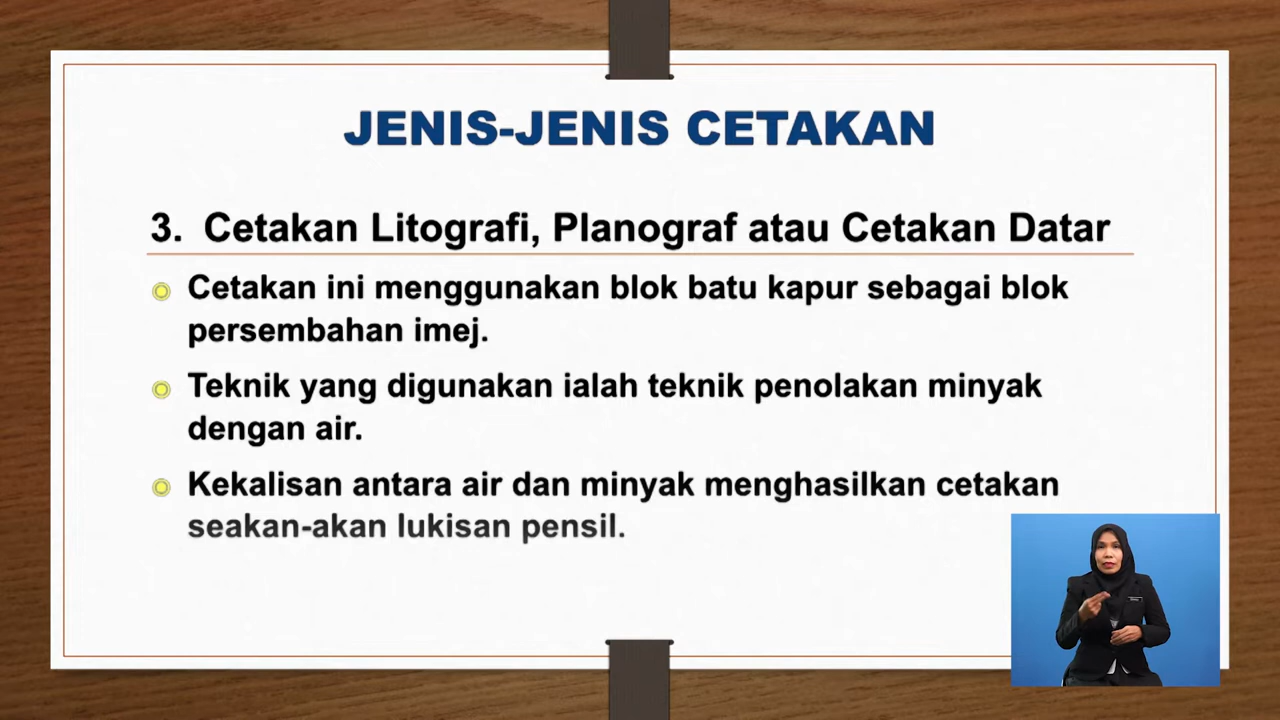 JENIS-JENIS CETAKAN
3. Cetakan Litografi, Planograf atau Cetakan Datar
Cetakan ini menggunakan blok batu kapur sebagai blok
persembahan imej.
Teknik yang digunakan ialah teknik penolakan minyak
dengan air.
Kekalisan antara air dan minyak menghasilkan cetakan
seakan-akan lukisan pensil.